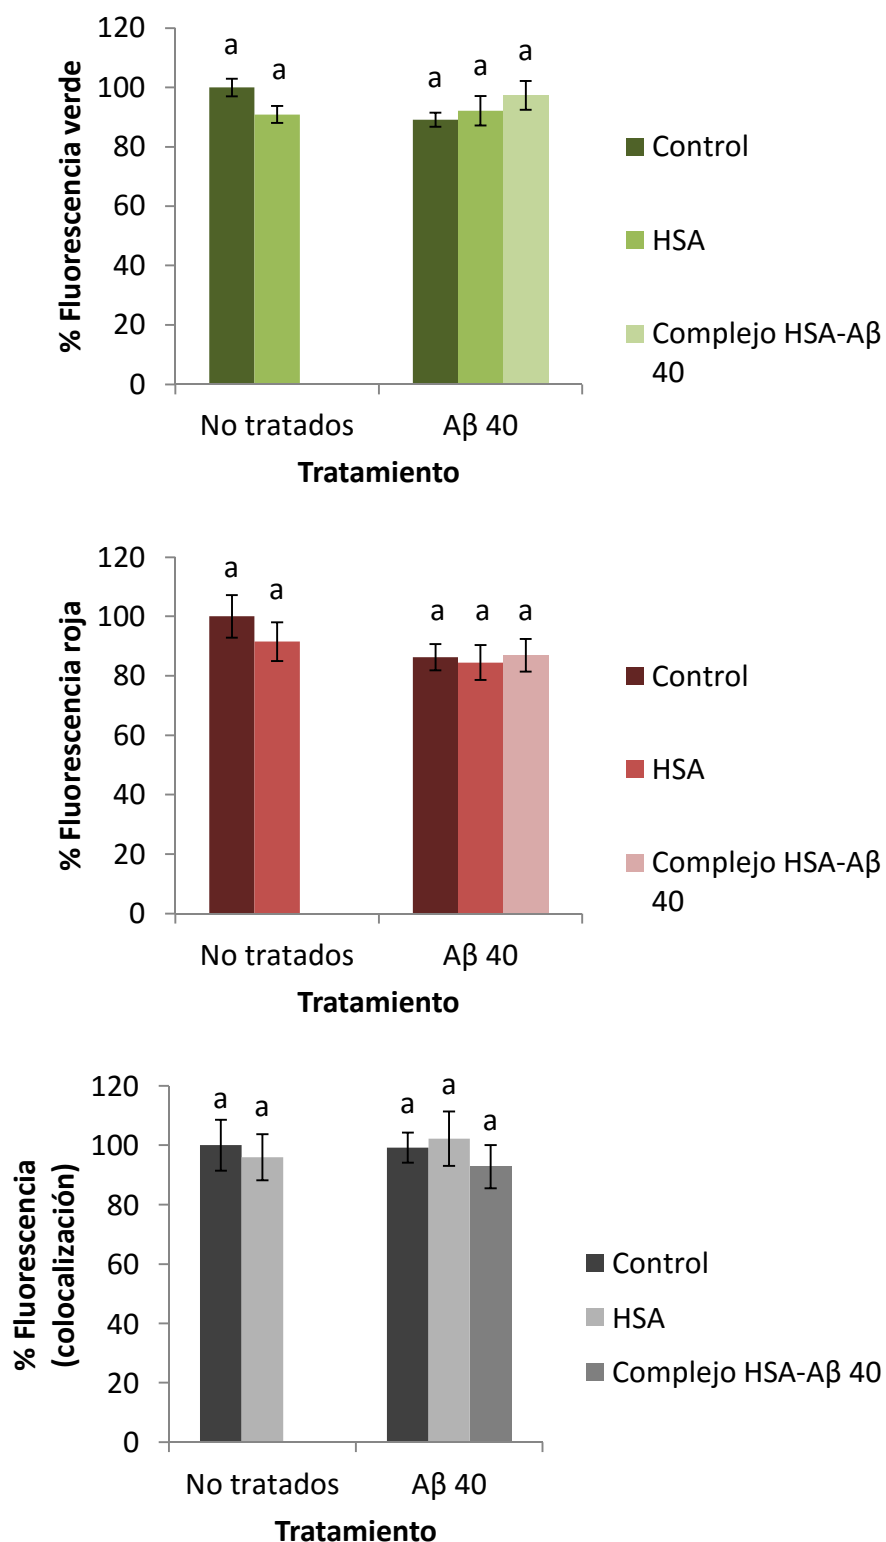 120
100
80
60
40
20
0
% Fluorescencia verde
a
a
a
a
a
No tratados
Aβ 40
Tratamiento
Control
HSA
Complejo HSA-Aβ
40
120
100
80
60
40
20
0
% Fluorescencia roja
a
a
a
a
a
No tratados
Aβ 40
Tratamiento
Control
HSA
Complejo HSA-Aβ
40
120
100
80
60
40
20
0
% Fluorescencia
(colocalización)
a
a
a
a
a
No tratados
Aβ 40
Tratamiento
Control
HSA
Complejo HSA-Aβ 40